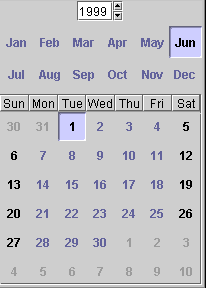 1999
Jan Feb Mar Apr May Jun
Jul Aug Sep Oct Nov Dec
Sun Mon Tue Wed Thu Fri Sat
30 31 1 2 3 4 5
6 7 8 9 10 11 12
13 14 15 16 17 18 19
20 21 22 23 24 25 26
27 28 29 30 1 2 3
4 5 6 7 8 9 10